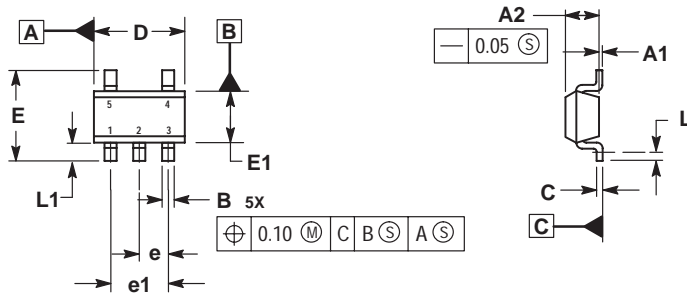 A
D
B
A2
— 0.05 Ⓢ
A1
E
5 4
1 2 3
E1
L1
B 5X
L
C
C
⌖ 0.10 Ⓜ C B Ⓢ A Ⓢ
e
e1